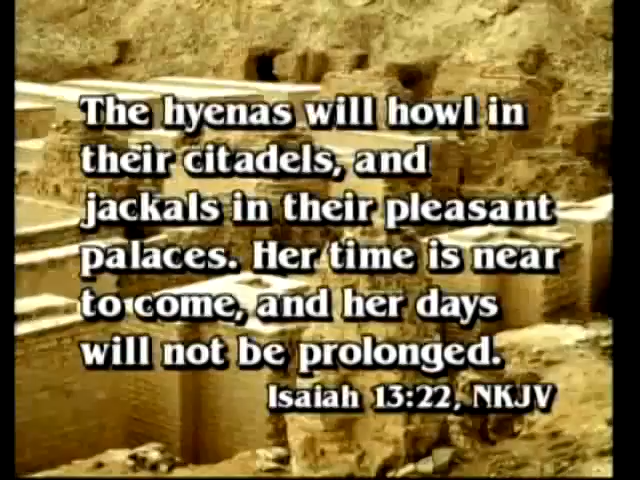 The hyenas will howl in
their citadels, and
jackals in their pleasant
palaces. Her time is near
to come, and her days
will not be prolonged.
Isaiah 13:22, NKJV